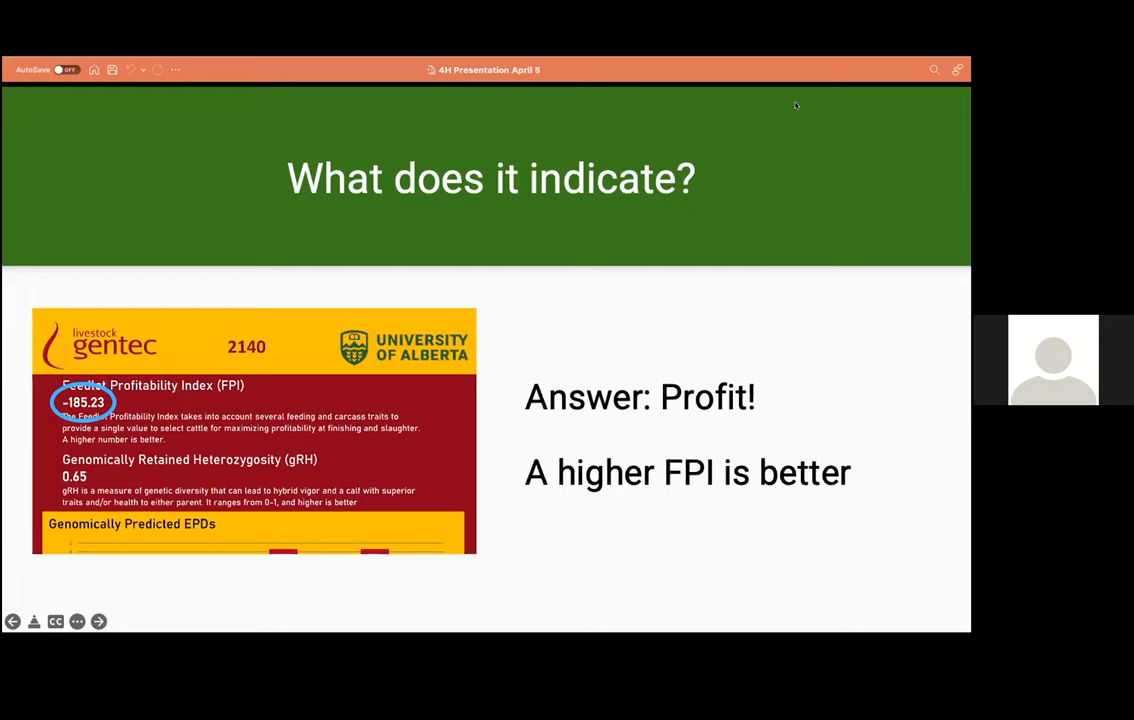 AutoSave OFF
4H Presentation April 5
What does it indicate?
livestock
gentec
2140
UNIVERSITY
OF ALBERTA
Feedlot Profitability Index (FPI)
-185.23
The Feedlot Profitability Index takes into account several feeding and carcass traits to
provide a single value to select cattle for maximizing profitability at finishing and slaughter.
A higher number is better.
Genomically Retained Heterozygosity (gRH)
0.65
gRH is a measure of genetic diversity that can lead to hybrid vigor and a calf with superior
traits and/or health to either parent. It ranges from 0-1, and higher is better
Genomically Predicted EPDs
Answer: Profit!
A higher FPI is better
CC